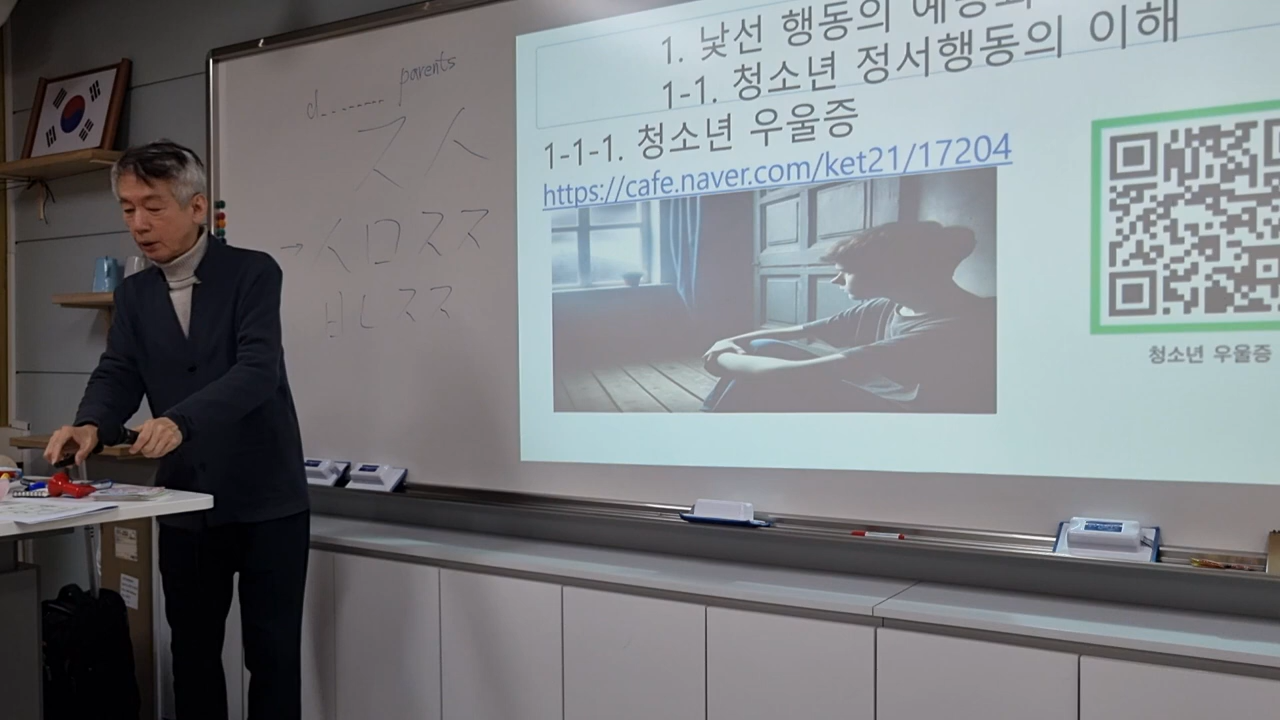 parents
d
ㅈㅅ
→ ㅅㅁㅈㅈ
ㅂㄴㅈㅈ
1. 낯선 행동의
1-1. 청소년 정서행동의 이해
1-1-1. 청소년 우울증
https://cafe.naver.com/ket21/17204
청소년 우울증